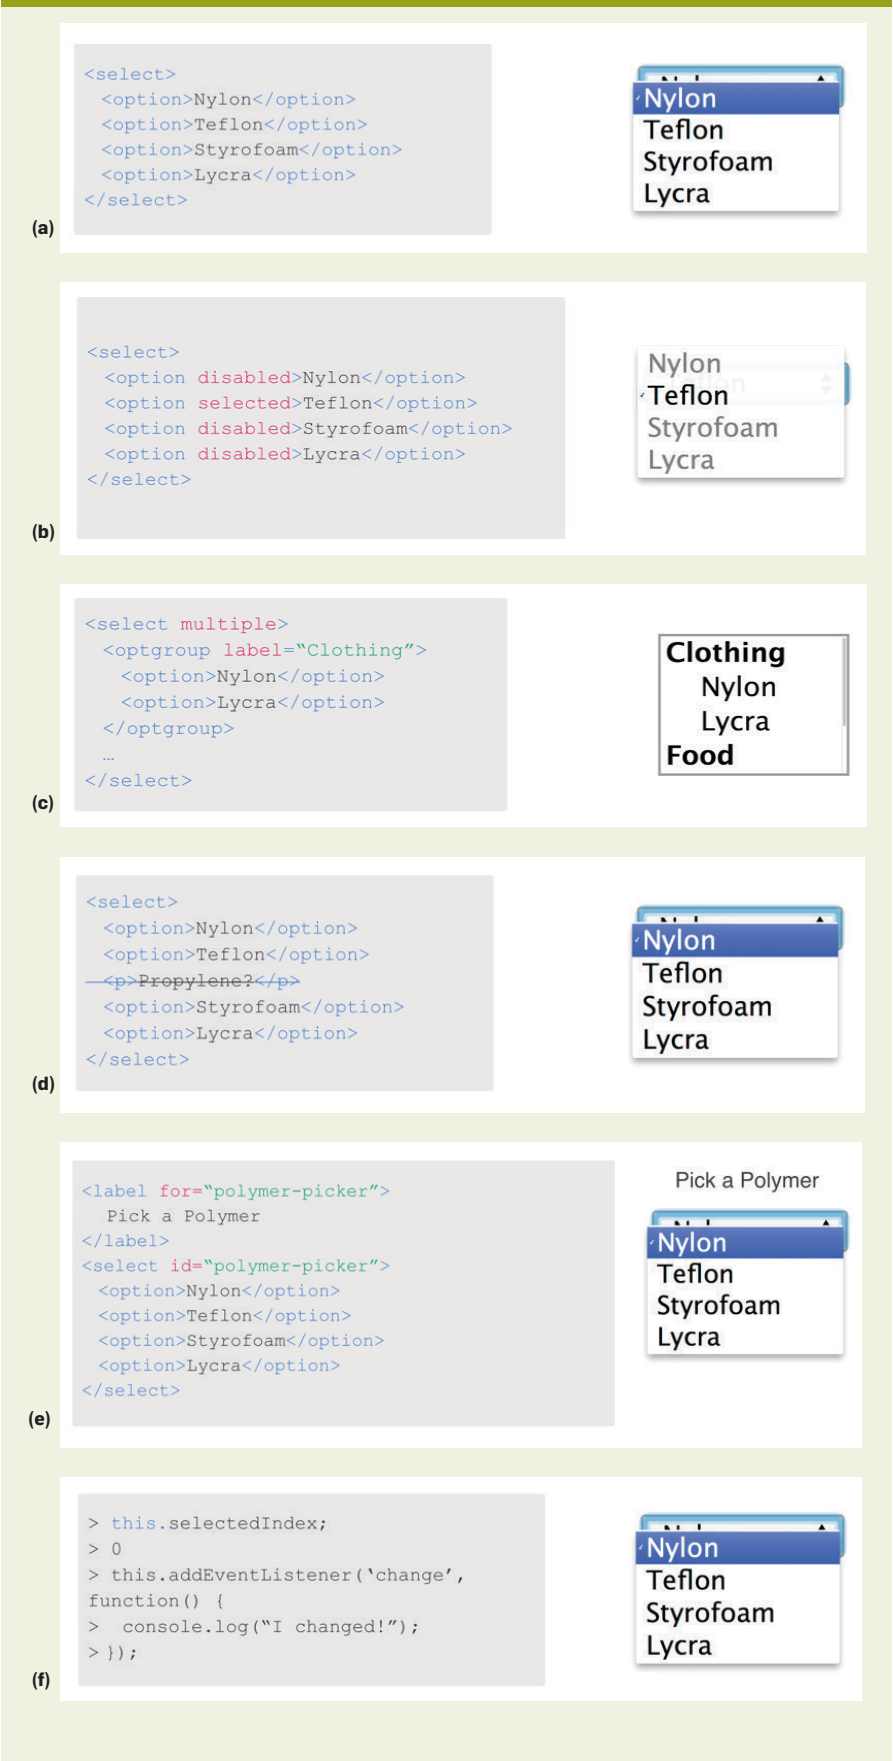 <select>
<option>Nylon</option>
<option>Teflon</option>
<option>Styrofoam</option>
<option>Lycra</option>
</select>
Nylon
Teflon
Styrofoam
Lycra
(a)
<select>
<option disabled>Nylon</option>
<option selected>Teflon</option>
<option disabled>Styrofoam</option>
<option disabled>Lycra</option>
</select>
Nylon
Teflon
Styrofoam
Lycra
(b)
<select multiple>
<optgroup label=“Clothing”>
<option>Nylon</option>
<option>Lycra</option>
</optgroup>
…
</select>
Clothing
Nylon
Lycra
Food
(c)
<select>
<option>Nylon</option>
<option>Teflon</option>
<p>Propylene?</p>
<option>Styrofoam</option>
<option>Lycra</option>
</select>
Nylon
Teflon
Styrofoam
Lycra
(d)
<label for=“polymer-picker”>
Pick a Polymer
</label>
<select id=“polymer-picker”>
<option>Nylon</option>
<option>Teflon</option>
<option>Styrofoam</option>
<option>Lycra</option>
</select>
Pick a Polymer
Nylon
Teflon
Styrofoam
Lycra
(e)
> this.selectedIndex;
> 0
> this.addEventListener(‘change’,
function() {
> console.log(“I changed!”);
> });
Nylon
Teflon
Styrofoam
Lycra
(f)